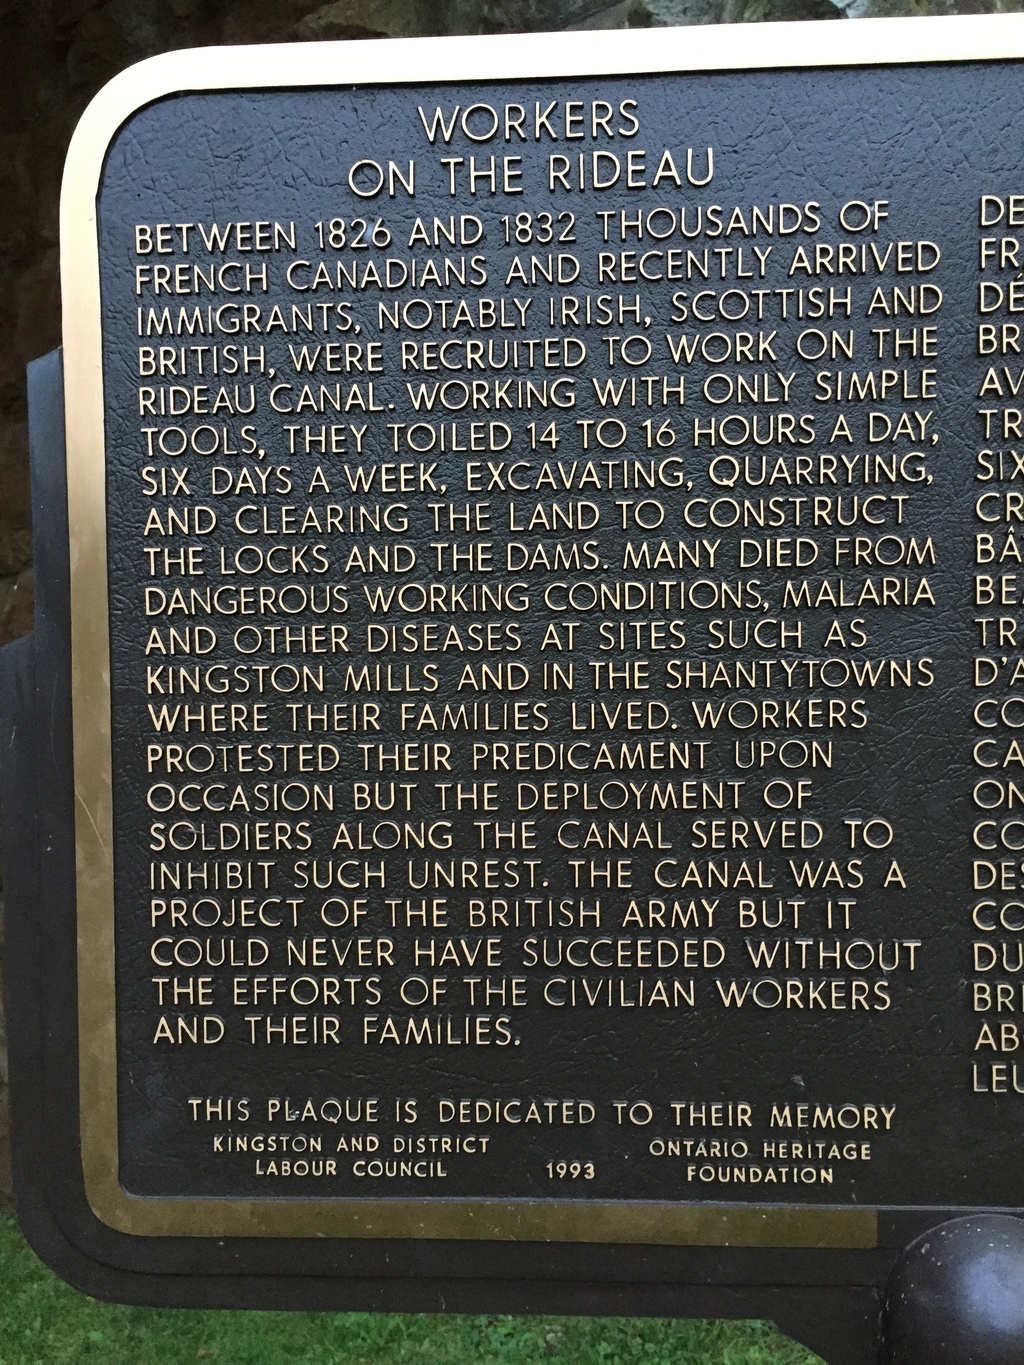 WORKERS
ON THE RIDEAU
BETWEEN 1826 AND 1832 THOUSANDS OF
FRENCH CANADIANS AND RECENTLY ARRIVED
IMMIGRANTS, NOTABLY IRISH, SCOTTISH AND
BRITISH, WERE RECRUITED TO WORK ON THE
RIDEAU CANAL. WORKING WITH ONLY SIMPLE
TOOLS, THEY TOILED 14 TO 16 HOURS A DAY,
SIX DAYS A WEEK, EXCAVATING, QUARRYING,
AND CLEARING THE LAND TO CONSTRUCT
THE LOCKS AND THE DAMS. MANY DIED FROM
DANGEROUS WORKING CONDITIONS, MALARIA
AND OTHER DISEASES AT SITES SUCH AS
KINGSTON MILLS AND IN THE SHANTYTOWNS
WHERE THEIR FAMILIES LIVED. WORKERS
PROTESTED THEIR PREDICAMENT UPON
OCCASION BUT THE DEPLOYMENT OF
SOLDIERS ALONG THE CANAL SERVED TO
INHIBIT SUCH UNREST. THE CANAL WAS A
PROJECT OF THE BRITISH ARMY BUT IT
COULD NEVER HAVE SUCCEEDED WITHOUT
THE EFFORTS OF THE CIVILIAN WORKERS
AND THEIR FAMILIES.
THIS PLAQUE IS DEDICATED TO THEIR MEMORY
KINGSTON AND DISTRICT
LABOUR COUNCIL
1993
ONTARIO HERITAGE
FOUNDATION
SIX